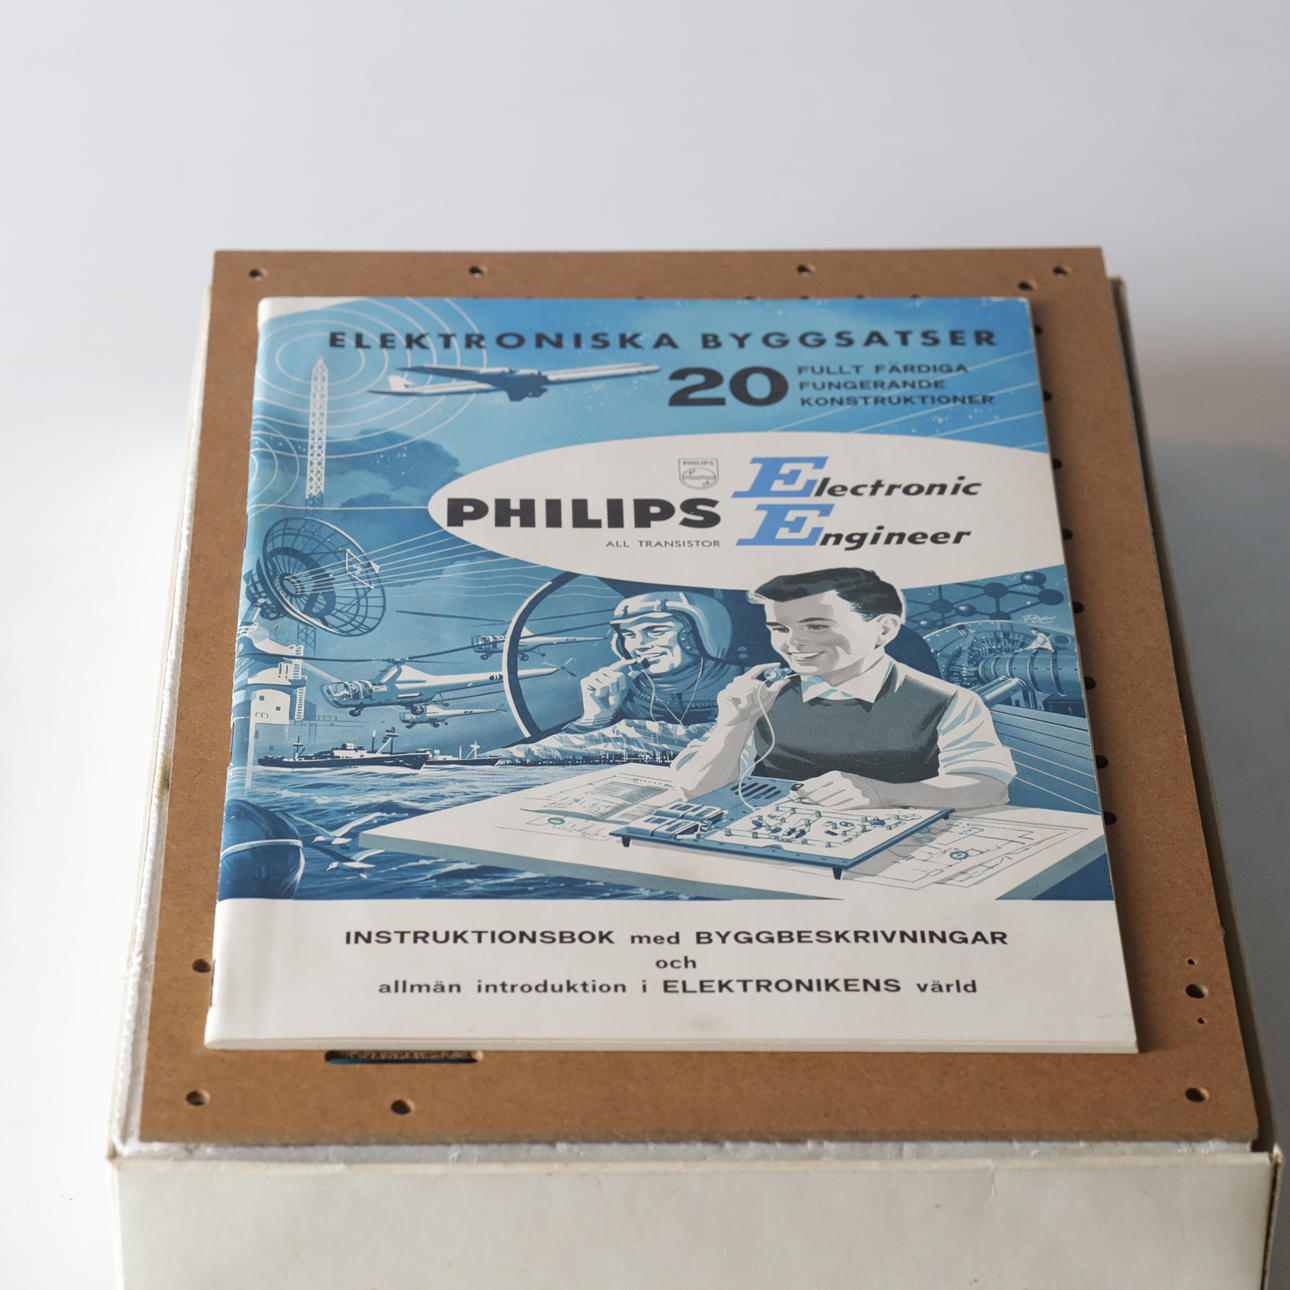 ELEKTRONISKA BYGGSATSER
20 FULLT FÄRDIGA
FUNGERANDE
KONSTRUKTIONER
PHILIPS
PHILIPS
ALL TRANSISTOR
Electronic
Engineer
INSTRUKTIONSBOK med BYGGBESKRIVNINGAR
och
allmän introduktion i ELEKTRONIKENS värld